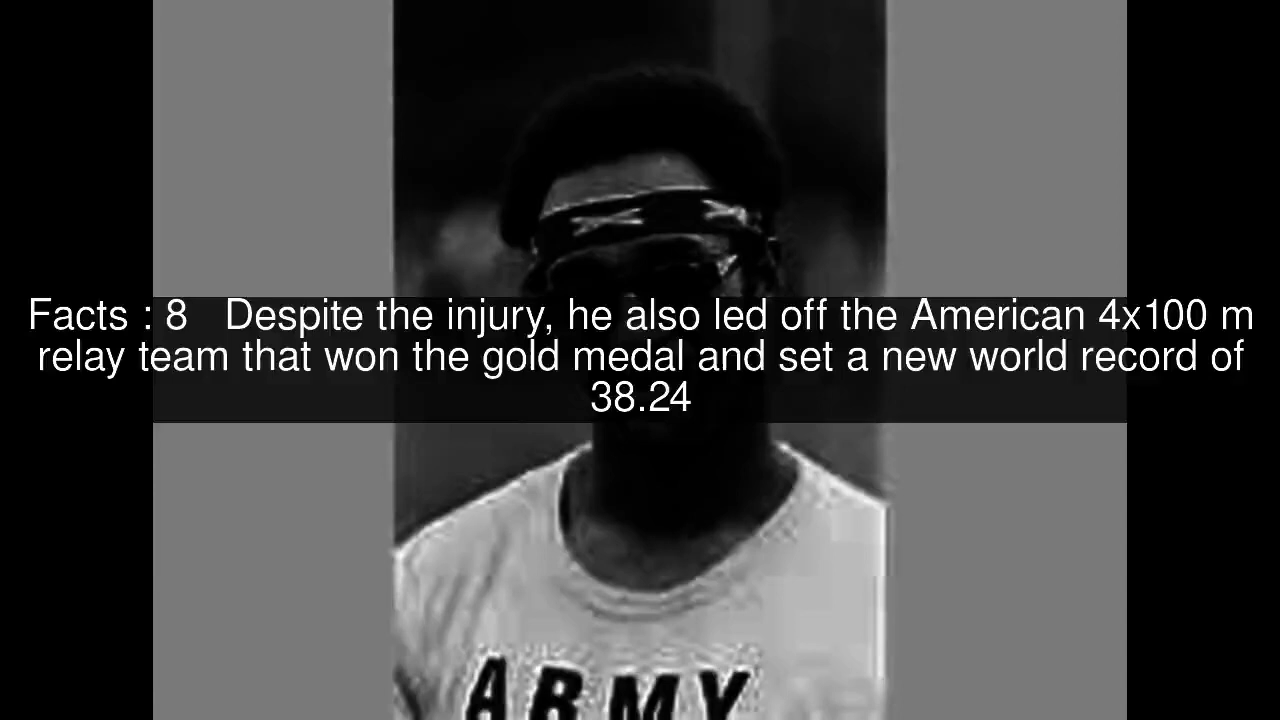 Facts : 8   Despite the injury, he also led off the American 4x100 m
relay team that won the gold medal and set a new world record of
38.24
ARMY